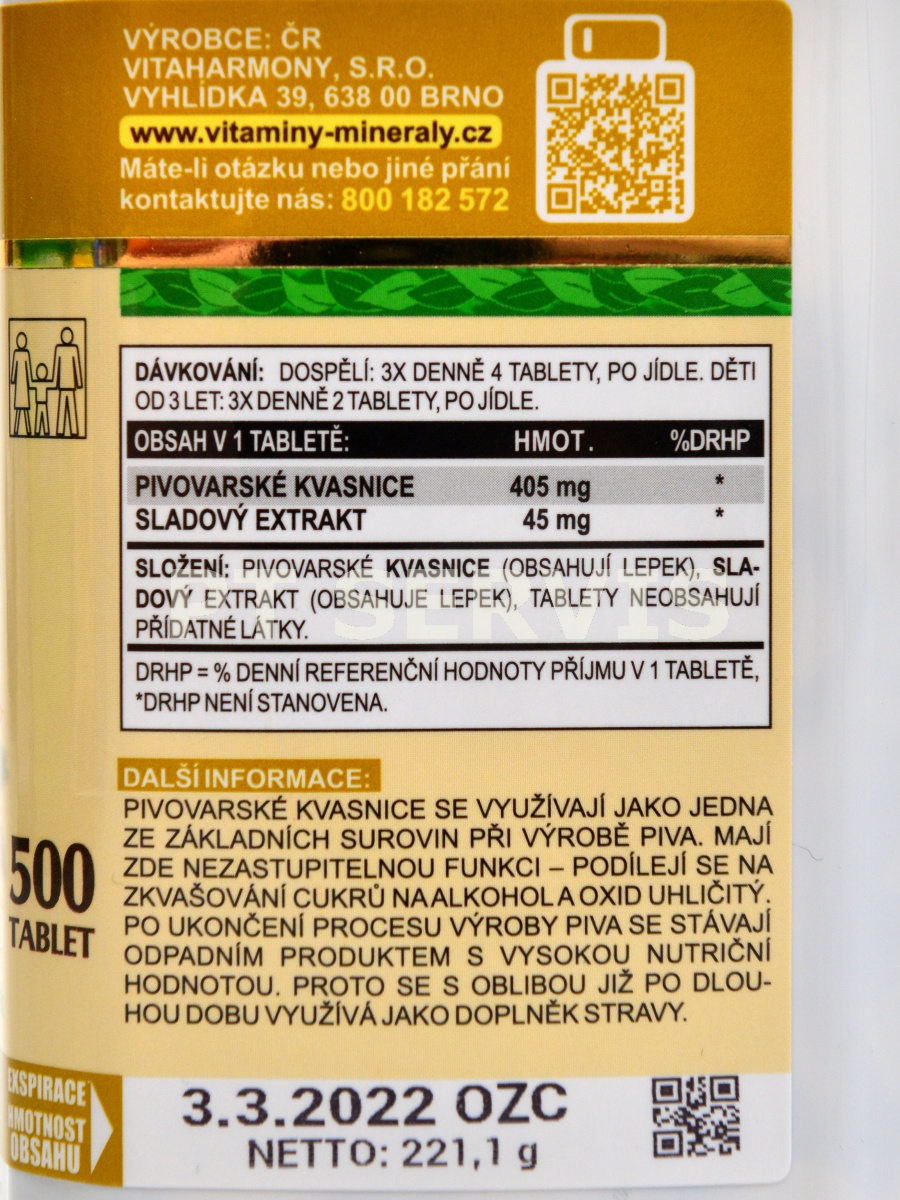 VÝROBCE: ČR
VITAHARMONY, S.R.O.
VYHLÍDKA 39, 638 00 BRNO
www.vitaminy-mineraly.cz
Máte-li otázku nebo jiné přání
kontaktujte nás: 800 182 572
DÁVKOVÁNÍ: DOSPĚLÍ: 3X DENNĚ 4 TABLETY, PO JÍDLE. DĚTI
OD 3 LET: 3X DENNĚ 2 TABLETY, PO JÍDLE.
OBSAH V 1 TABLETĚ: HMOT. %DRHP
PIVOVARSKÉ KVASNICE 405 mg *
SLADOVÝ EXTRAKT 45 mg *
SLOŽENÍ: PIVOVARSKÉ KVASNICE (OBSAHUJÍ LEPEK), SLA-
DOVÝ EXTRAKT (OBSAHUJE LEPEK), TABLETY NEOBSAHUJÍ
PŘÍDATNÉ LÁTKY.
SERVIS
DRHP = % DENNÍ REFERENČNÍ HODNOTY PŘÍJMU V 1 TABLETĚ,
*DRHP NENÍ STANOVENA.
DALŠÍ INFORMACE:
PIVOVARSKÉ KVASNICE SE VYUŽÍVAJÍ JAKO JEDNA
ZE ZÁKLADNÍCH SUROVIN PŘI VÝROBĚ PIVA. MAJÍ
ZDE NEZASTUPITELNOU FUNKCI – PODÍLEJÍ SE NA
ZKVAŠOVÁNÍ CUKRŮ NA ALKOHOL A OXID UHLIČITÝ.
PO UKONČENÍ PROCESU VÝROBY PIVA SE STÁVAJÍ
ODPADNÍM PRODUKTEM S VYSOKOU NUTRIČNÍ
HODNOTOU. PROTO SE S OBLIBOU JIŽ PO DLOU-
HOU DOBU VYUŽÍVÁ JAKO DOPLNĚK STRAVY.
500
TABLET
EXSPIRACE
HMOTNOST
OBSAHU
3.3.2022 OZC
NETTO: 221,1 g